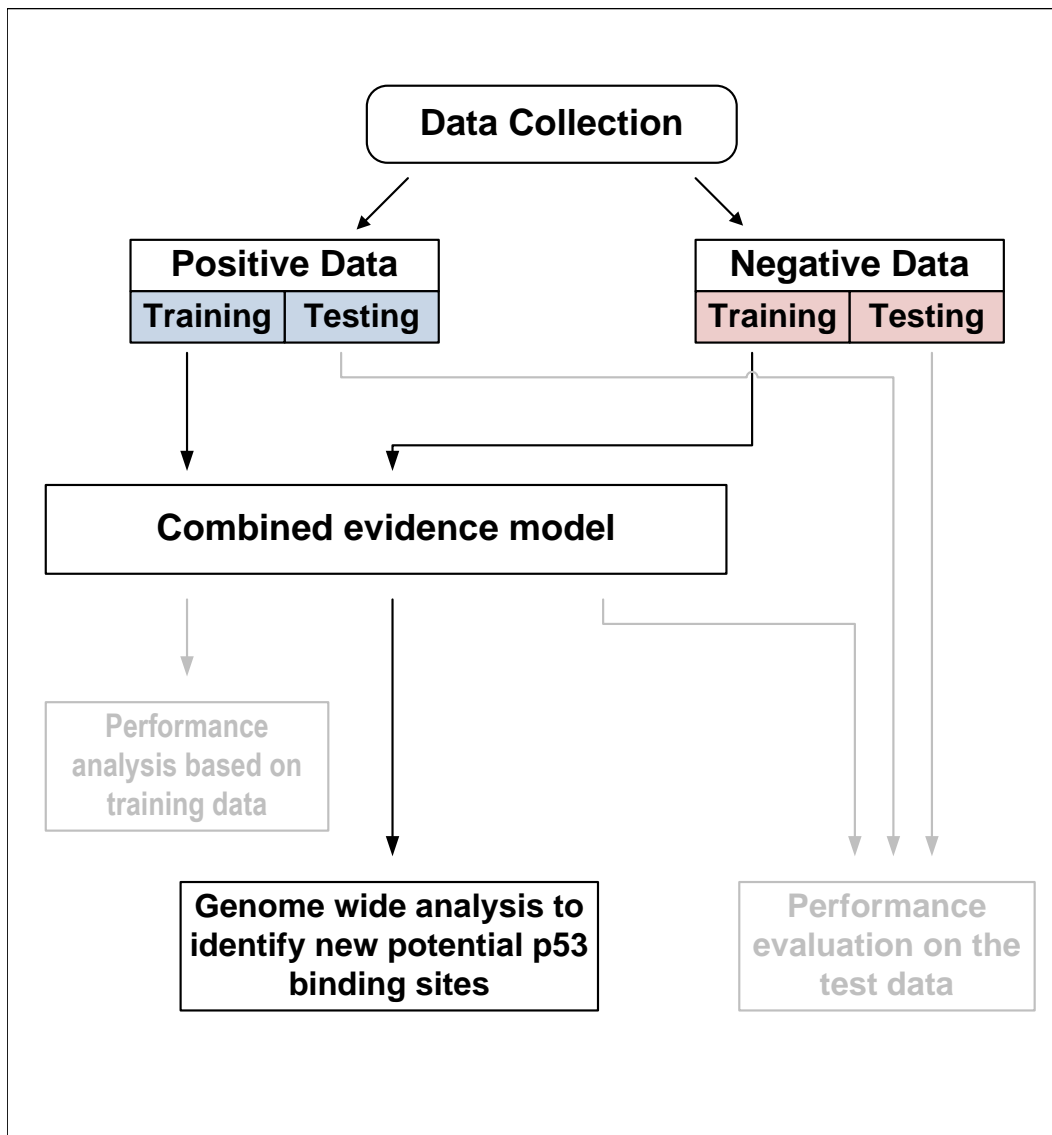 Data Collection
Positive Data
Negative Data
Training
Testing
Training
Testing
Combined evidence model
Performance
analysis based on
training data
Genome wide analysis to
identify new potential p53
binding sites
Performance
evaluation on the
test data